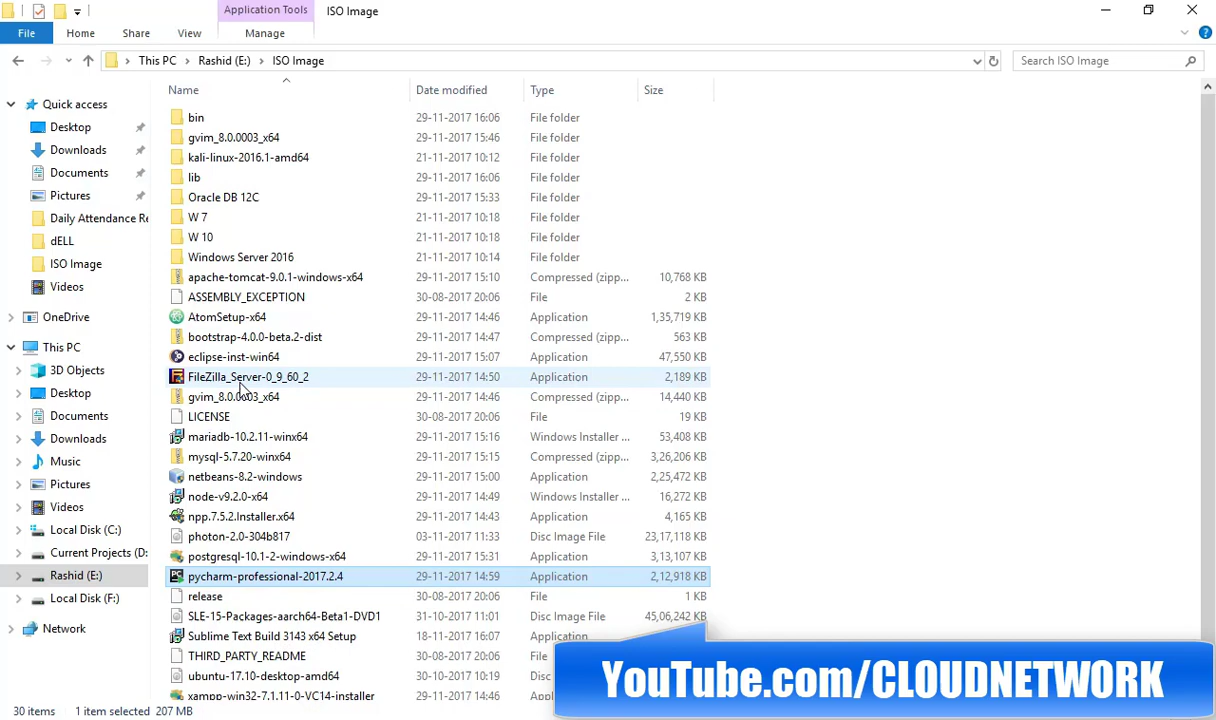 Application Tools ISO Image
File Home Share View Manage
This PC Rashid (E:) ISO Image Search ISO Image
Name Date modified Type Size
Quick access
Desktop
Downloads
Documents
Pictures
Daily Attendance Re
dELL
ISO Image
Videos
OneDrive
This PC
3D Objects
Desktop
Documents
Downloads
Music
Pictures
Videos
Local Disk (C:)
Current Projects (D:
Rashid (E:)
Local Disk (F:)
Network
bin 29-11-2017 16:06 File folder
gvim_8.0.0003_x64 29-11-2017 15:46 File folder
kali-linux-2016.1-amd64 21-11-2017 10:12 File folder
lib 29-11-2017 16:06 File folder
Oracle DB 12C 29-11-2017 15:33 File folder
W 7 21-11-2017 10:18 File folder
W 10 21-11-2017 10:18 File folder
Windows Server 2016 21-11-2017 10:14 File folder
apache-tomcat-9.0.1-windows-x64 29-11-2017 15:10 Compressed (zipp... 10,768 KB
ASSEMBLY_EXCEPTION 30-08-2017 20:06 File 2 KB
AtomSetup-x64 29-11-2017 14:46 Application 1,35,719 KB
bootstrap-4.0.0-beta.2-dist 29-11-2017 14:47 Compressed (zipp... 563 KB
eclipse-inst-win64 29-11-2017 15:07 Application 47,550 KB
FileZilla_Server-0_9_60_2 29-11-2017 14:50 Application 2,189 KB
gvim_8.0.0003_x64 29-11-2017 14:46 Compressed (zipp... 14,440 KB
LICENSE 30-08-2017 20:06 File 19 KB
mariadb-10.2.11-winx64 29-11-2017 15:16 Windows Installer ... 53,408 KB
mysql-5.7.20-winx64 29-11-2017 15:15 Compressed (zipp... 3,26,206 KB
netbeans-8.2-windows 29-11-2017 15:11 Application 2,25,472 KB
node-v9.2.0-x64 29-11-2017 14:49 Windows Installer ... 16,272 KB
npp.7.5.2.Installer.x64 29-11-2017 14:43 Application 4,165 KB
photon-2.0-304b817 03-11-2017 11:33 Disc Image File 23,17,118 KB
postgresql-10.1-2-windows-x64 29-11-2017 15:31 Application 3,13,107 KB
pycharm-professional-2017.2.4 29-11-2017 14:59 Application 2,12,918 KB
release 30-08-2017 20:06 File 1 KB
SLE-15-Packages-aarch64-Beta1-DVD1 31-10-2017 11:01 Disc Image File 45,06,242 KB
Sublime Text Build 3143 x64 Setup 18-11-2017 16:07 Application
THIRD_PARTY_README 30-08-2017 20:06
ubuntu-17.10-desktop-amd64 30-10-2017 10:19
xampp-win32-7.1.11-0-VC14-installer 29-11-2017 14:56
YouTube.com/CLOUDNETWORK
30 items 1 item selected 207 MB